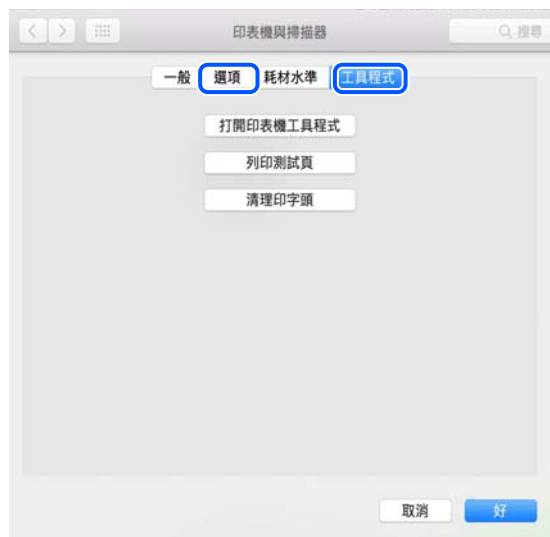 印表機與掃描器
搜尋
一般 選項 耗材水準 工具程式
打開印表機工具程式
列印測試頁
清理印字頭
取消 好